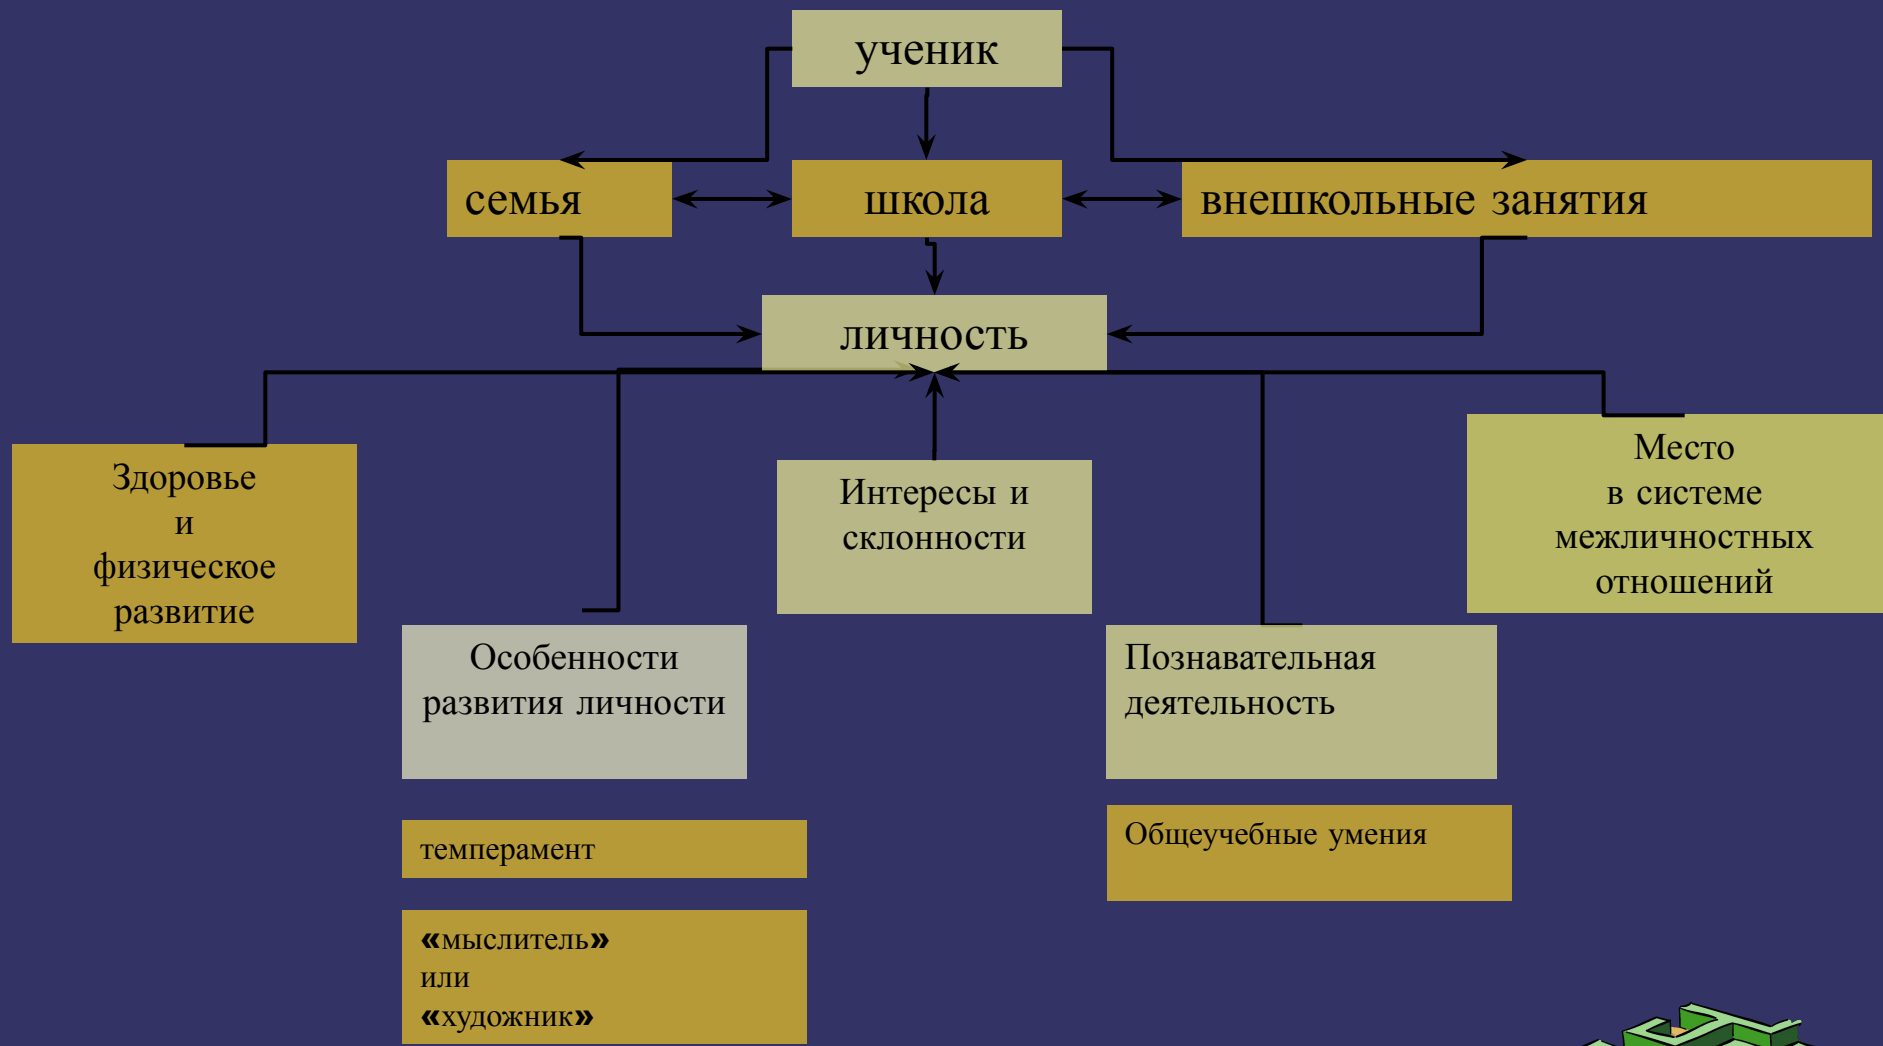 ученик
семья
школа
внешкольные занятия
личность
Здоровье
и
физическое
развитие
Особенности
развития личности
Интересы и
склонности
Познавательная
деятельность
Место
в системе
межличностных
отношений
темперамент
«мыслитель»
или
«художник»
Общеучебные умения